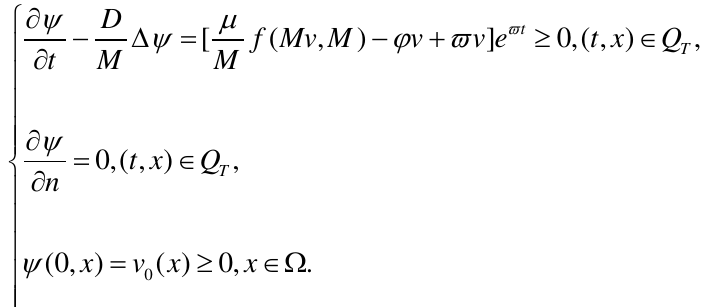 ∂ψ/∂t − D/M Δψ = [μ/M f(Mv, M) − φv + ϖv]e^{ϖt} ≥ 0, (t, x) ∈ Q_T,
∂ψ/∂n = 0, (t, x) ∈ Q_T,
ψ(0, x) = v_0(x) ≥ 0, x ∈ Ω.